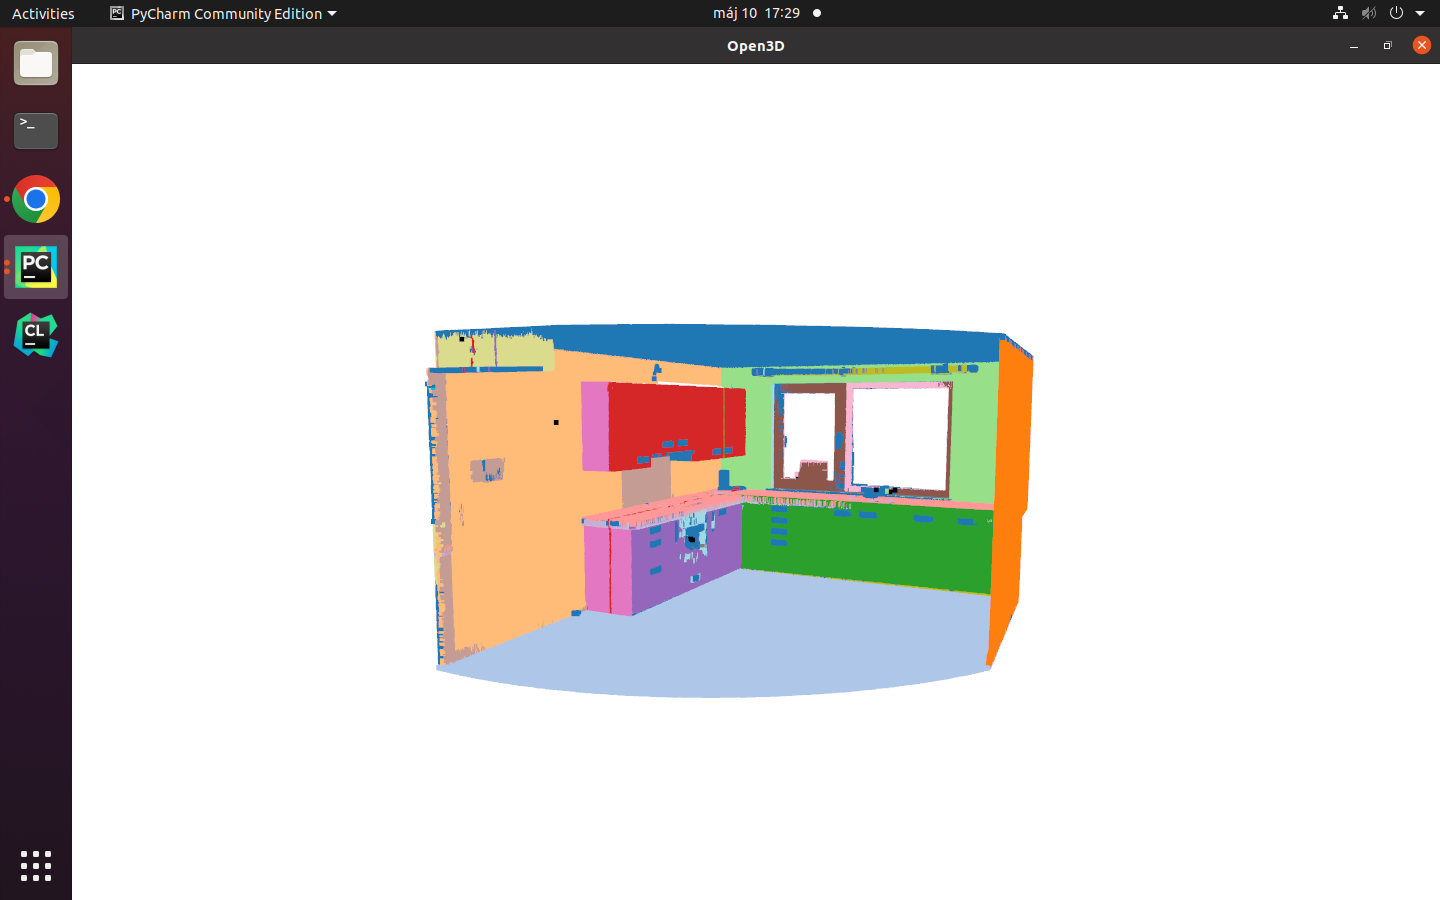 Activities
PyCharm Community Edition
máj 10 17:29
Open3D
>_
PC
CL